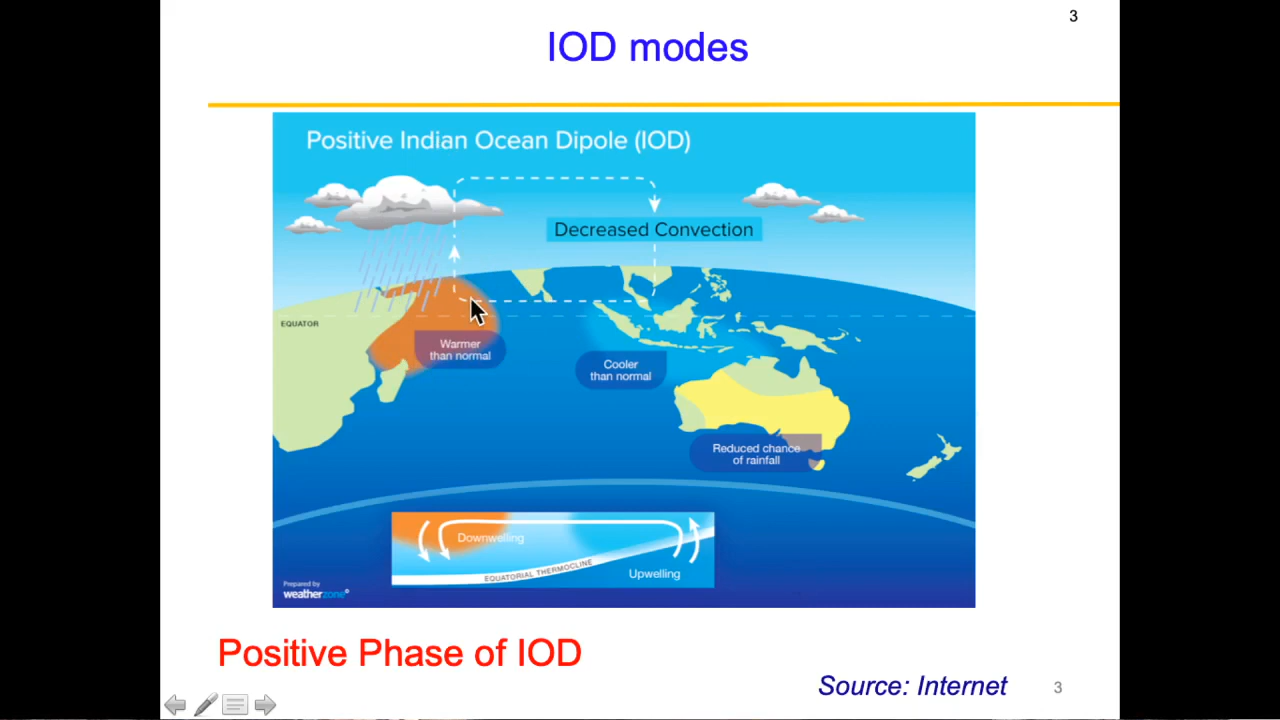 3
IOD modes
Positive Indian Ocean Dipole (IOD)
Decreased Convection
EQUATOR
Warmer
than normal
Cooler
than normal
Reduced chance
of rainfall
Downwelling
EQUATORIAL THERMOCLINE
Upwelling
Prepared by
weatherzone
Positive Phase of IOD
Source: Internet
3